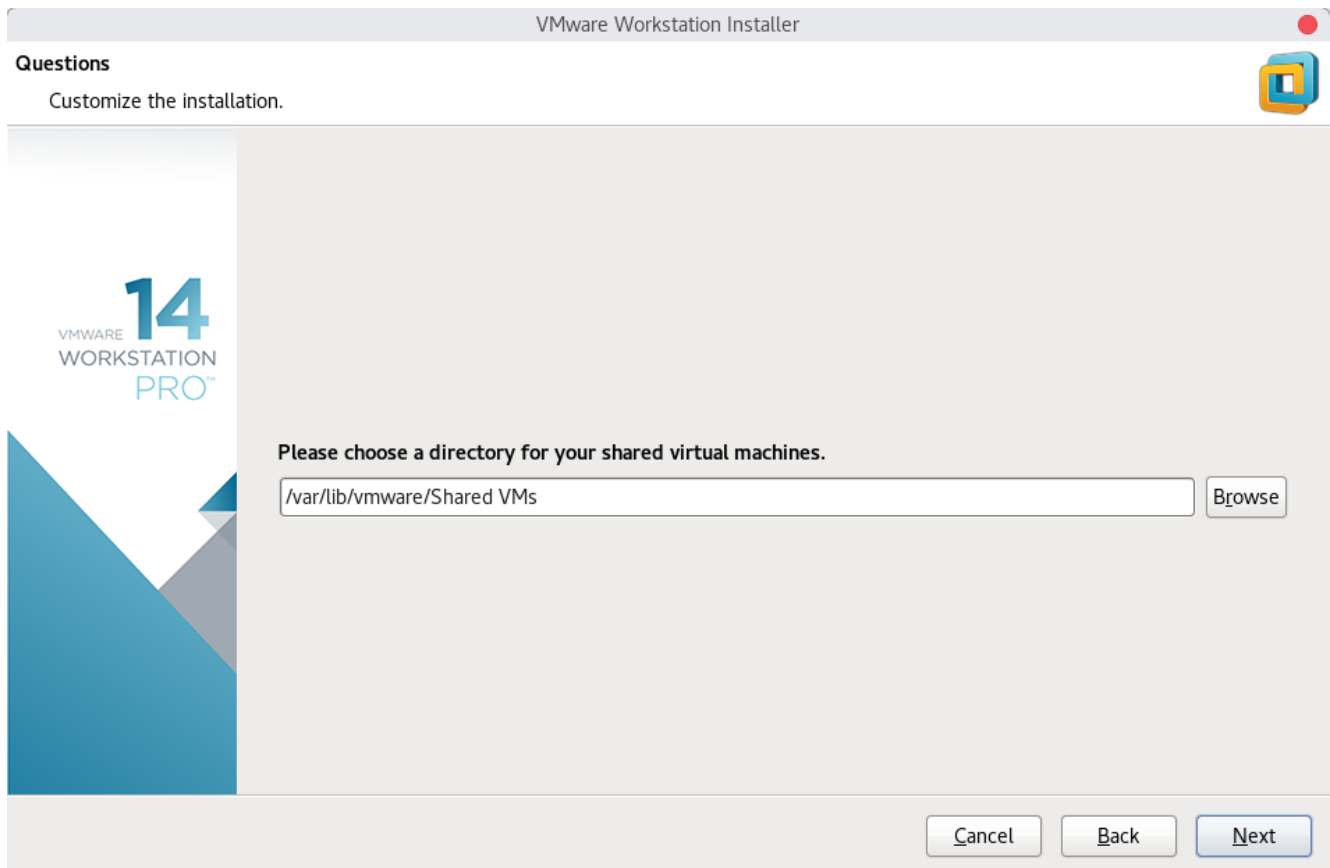 VMware Workstation Installer
Questions
Customize the installation.
VMWARE 14
WORKSTATION
PRO™
Please choose a directory for your shared virtual machines.
/var/lib/vmware/Shared VMs
Browse
Cancel Back Next